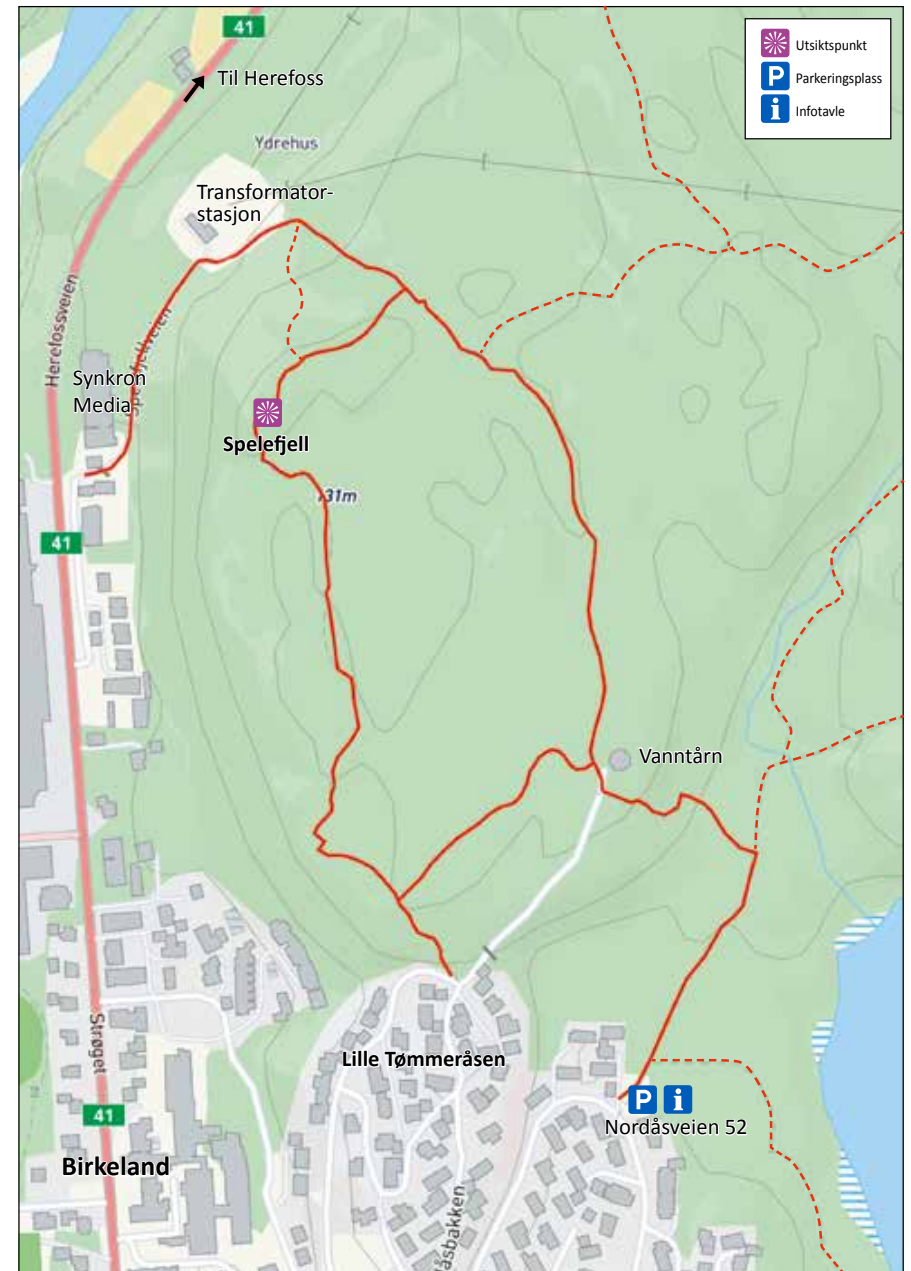 41
Til Herefoss
Utsiktspunkt
P Parkeringsplass
i Infotavle
Ydrehus
Transformator-
stasjon
Herefossveien
Synkron
Media
Spelefjell
131m
41
Vanntårn
Strøget
Lille Tømmeråsen
P i
Nordåsveien 52
41
Birkeland
åsbakken